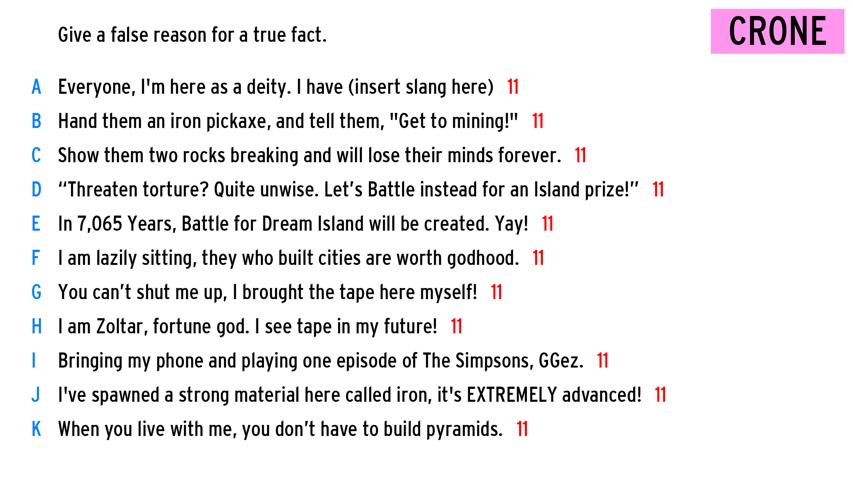 Give a false reason for a true fact.
CRONE
A Everyone, I'm here as a deity. I have (insert slang here) 11
B Hand them an iron pickaxe, and tell them, "Get to mining!" 11
C Show them two rocks breaking and will lose their minds forever. 11
D “Threaten torture? Quite unwise. Let’s Battle instead for an Island prize!” 11
E In 7,065 Years, Battle for Dream Island will be created. Yay! 11
F I am lazily sitting, they who built cities are worth godhood. 11
G You can’t shut me up, I brought the tape here myself! 11
H I am Zoltar, fortune god. I see tape in my future! 11
I Bringing my phone and playing one episode of The Simpsons, GGez. 11
J I've spawned a strong material here called iron, it's EXTREMELY advanced! 11
K When you live with me, you don’t have to build pyramids. 11